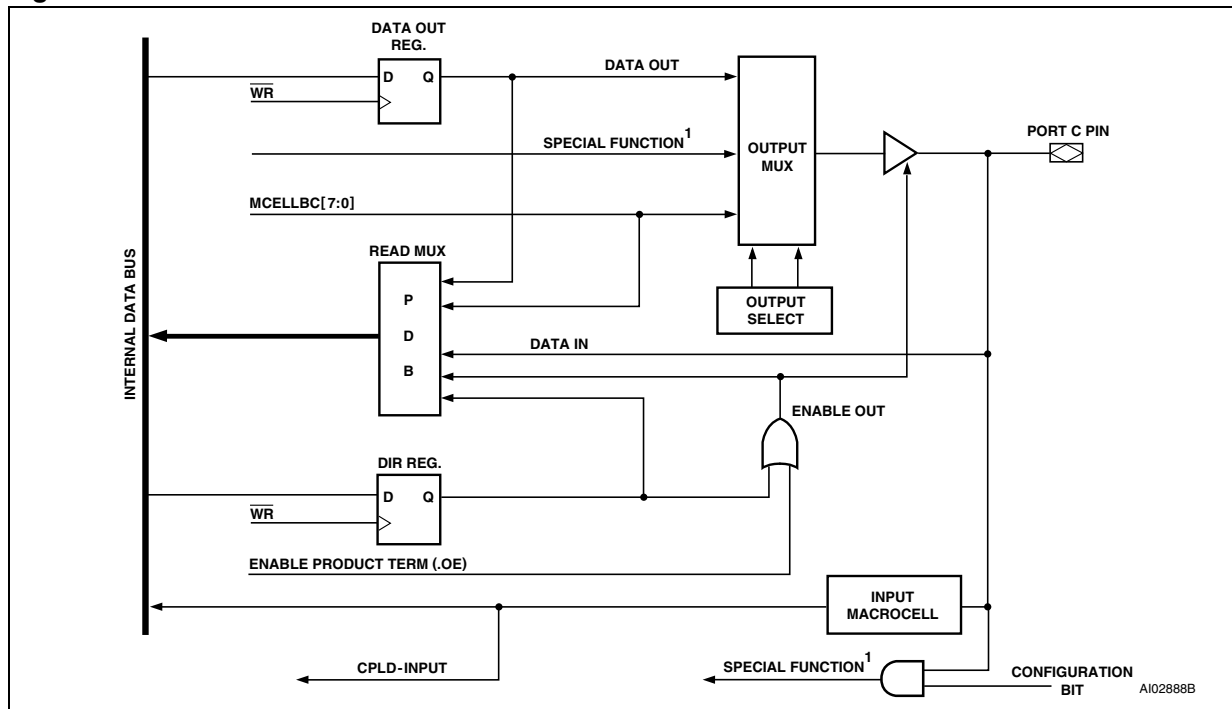 DATA OUT
REG.
D Q
WR
DATA OUT
SPECIAL FUNCTION1
MCELLBC[7:0]
OUTPUT
MUX
PORT C PIN
READ MUX
P
D
B
OUTPUT
SELECT
INTERNAL DATA BUS
DATA IN
ENABLE OUT
DIR REG.
D Q
WR
ENABLE PRODUCT TERM (.OE)
INPUT
MACROCELL
CPLD-INPUT
SPECIAL FUNCTION1
CONFIGURATION
BIT
AI02888B